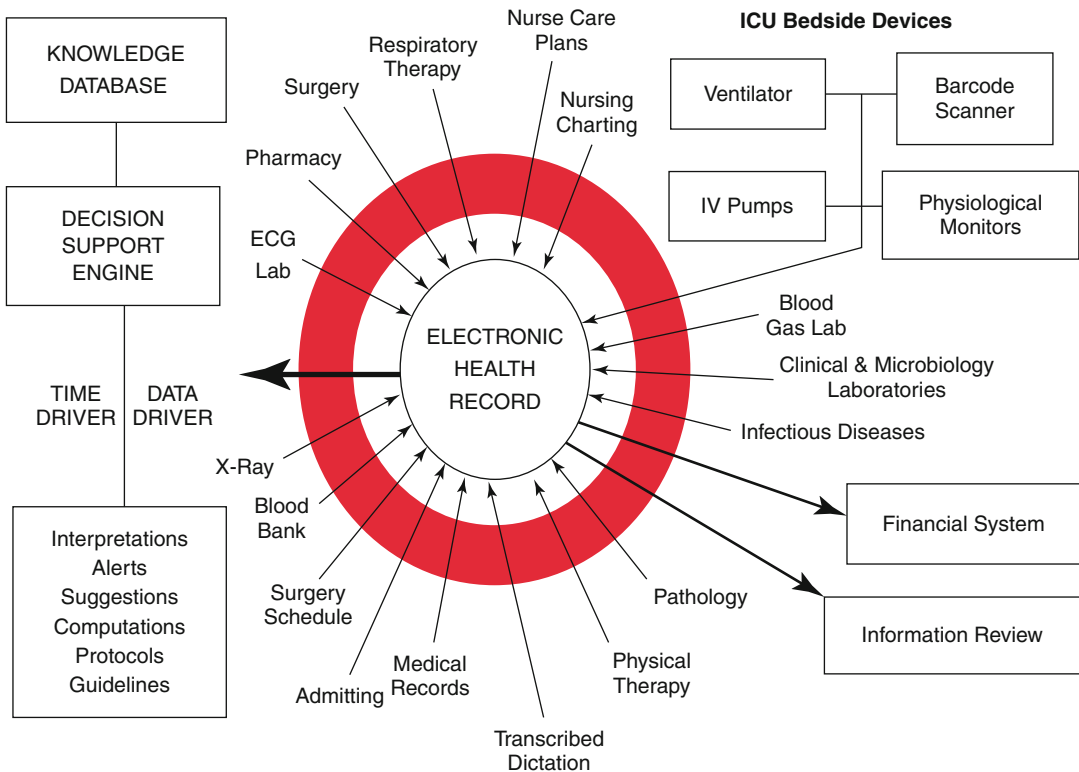 KNOWLEDGE
DATABASE
DECISION
SUPPORT
ENGINE
TIME
DRIVER
DATA
DRIVER
Interpretations
Alerts
Suggestions
Computations
Protocols
Guidelines
Nurse Care
Plans
Respiratory
Therapy
Surgery
Nursing
Charting
Pharmacy
ECG
Lab
ELECTRONIC
HEALTH
RECORD
X-Ray
Blood
Bank
Surgery
Schedule
Admitting
Medical
Records
Transcribed
Dictation
Physical
Therapy
Pathology
ICU Bedside Devices
Ventilator
Barcode
Scanner
IV Pumps
Physiological
Monitors
Blood
Gas Lab
Clinical & Microbiology
Laboratories
Infectious Diseases
Financial System
Information Review